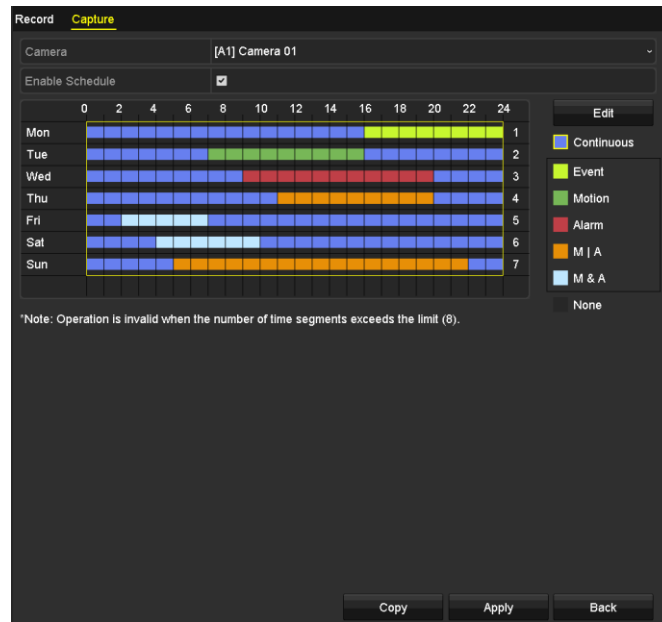 Record Capture
Camera [A1] Camera 01
Enable Schedule
0 2 4 6 8 10 12 14 16 18 20 22 24
Edit
Mon 1
Continuous
Tue 2
Wed 3
Event
Thu 4
Motion
Fri 5
Alarm
Sat 6
M | A
Sun 7
M & A
None
*Note: Operation is invalid when the number of time segments exceeds the limit (8).
Copy Apply Back